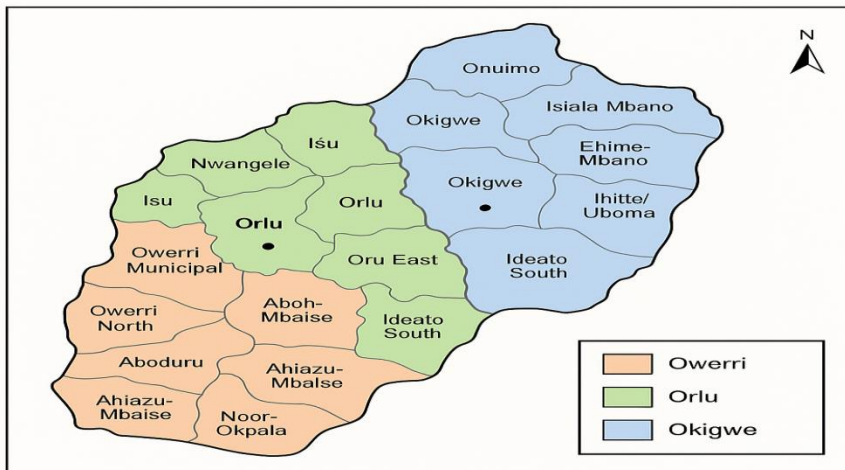 N
Onuimo
Okigwe
Isiala Mbano
Iśu
Ehime-
Mbano
Nwangele
Okigwe
Ihitte/
Uboma
Isu
Orlu
Orlu
Owerri
Municipal
Oru East
Ideato
South
Owerri
North
Aboh-
Mbaise
Ideato
South
Aboduru
Ahiazu-
Mbalse
Ahiazu-
Mbaise
Noor-
Okpala
Owerri
Orlu
Okigwe